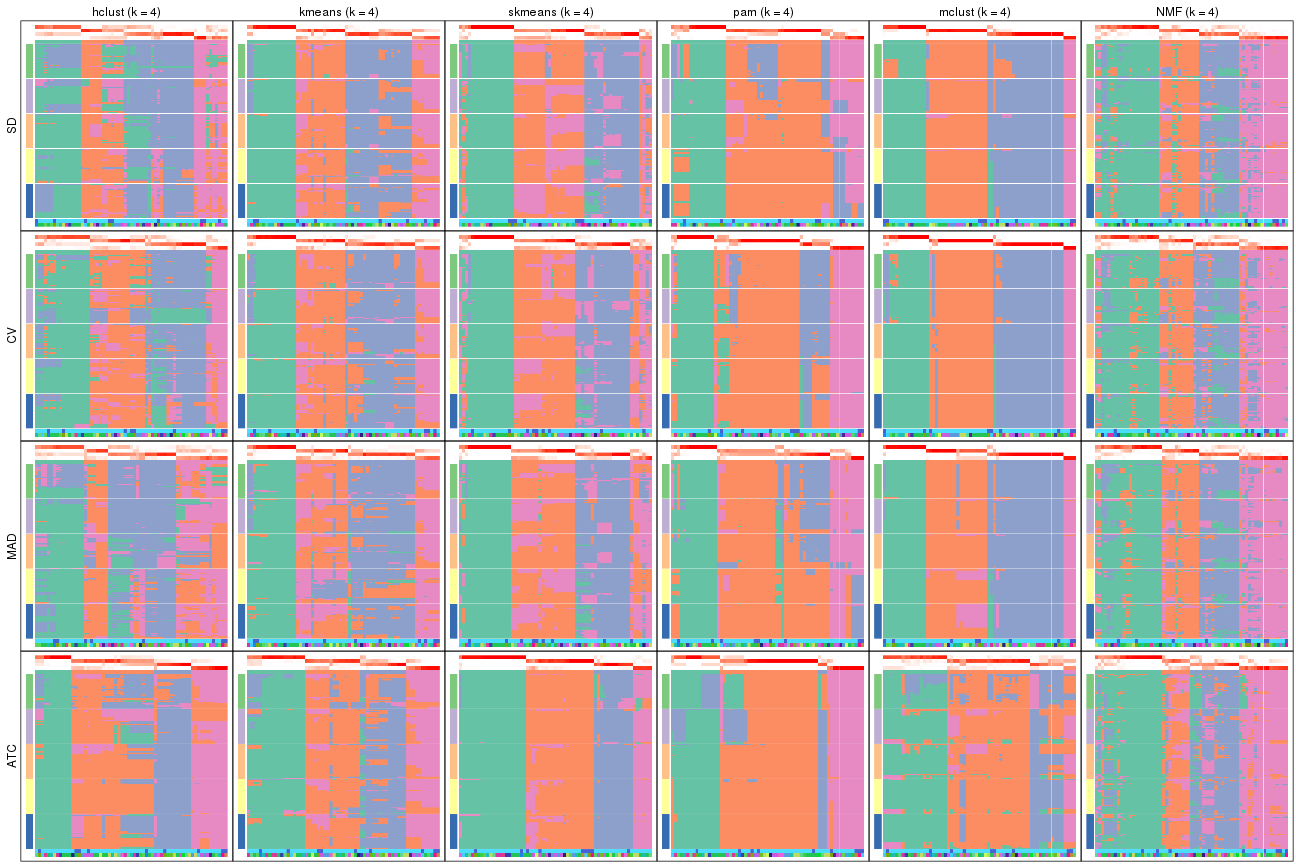 hclust (k = 4)
kmeans (k = 4)
skmeans (k = 4)
pam (k = 4)
mclust (k = 4)
NMF (k = 4)
SD
CV
MAD
ATC